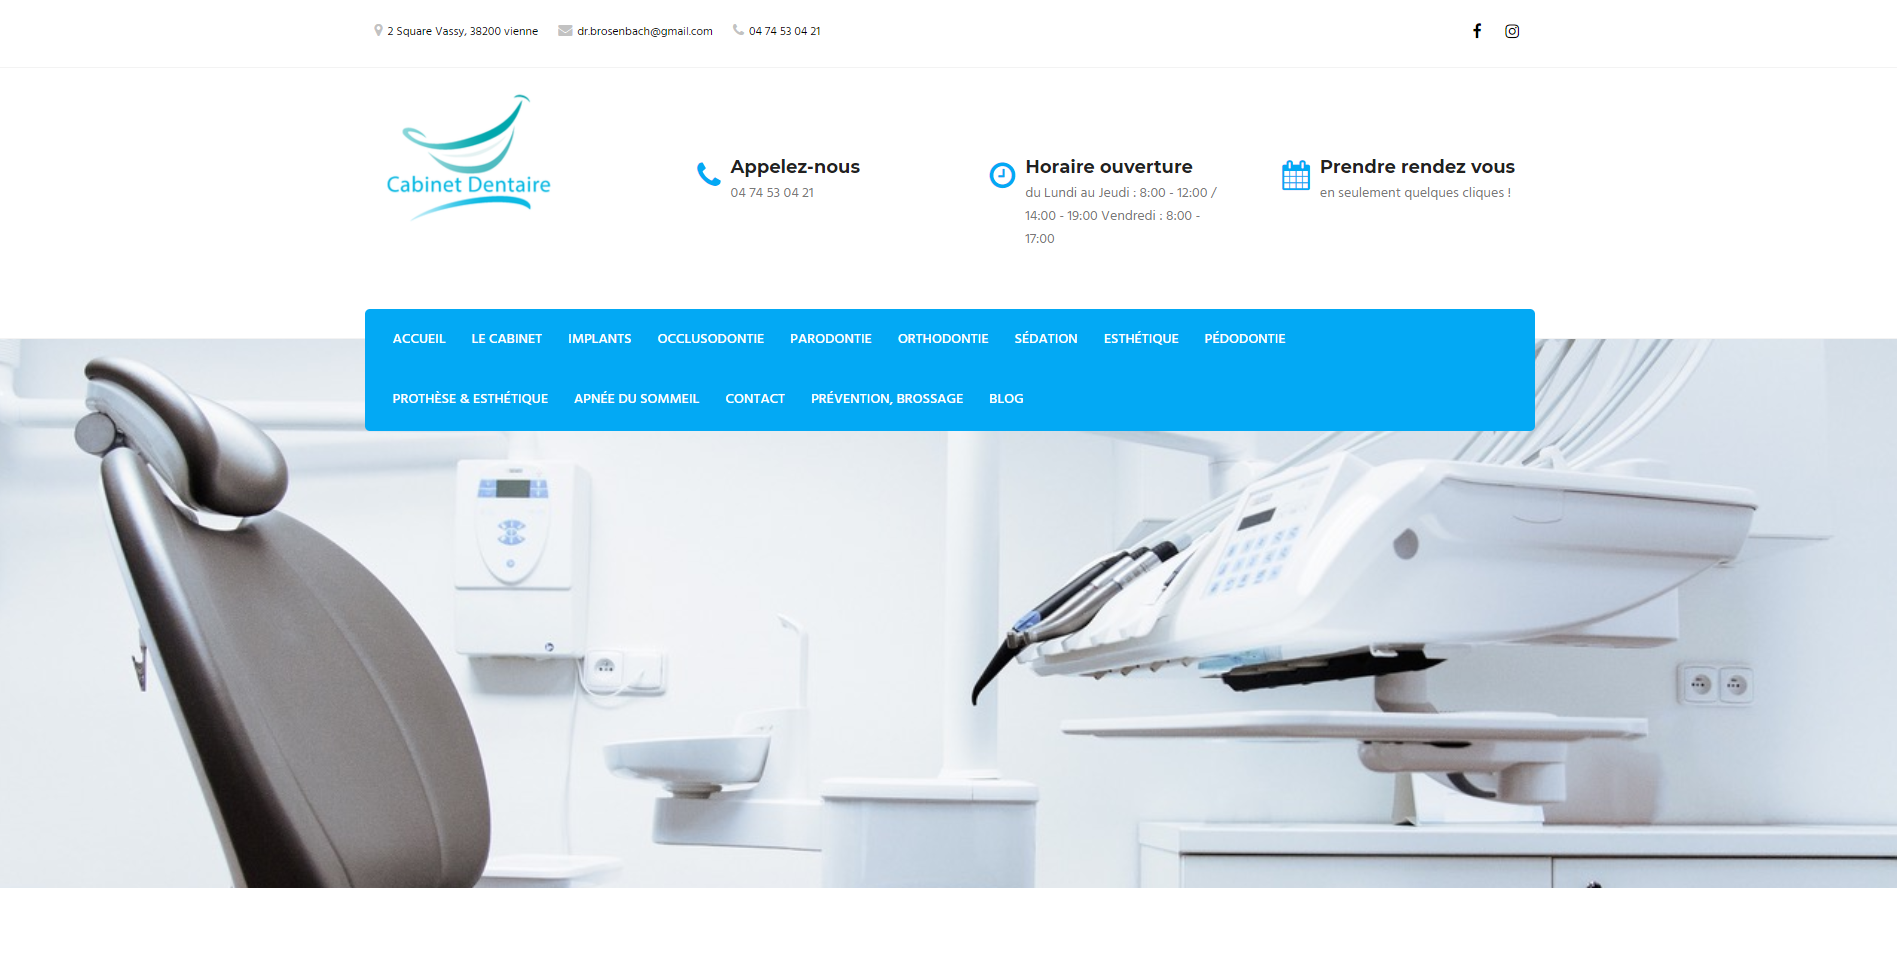 2 Square Vassy, 38200 vienne
dr.brosenbach@gmail.com
04 74 53 04 21
Cabinet Dentaire
Appelez-nous
04 74 53 04 21
Horaire ouverture
du Lundi au Jeudi : 8:00 - 12:00 /
14:00 - 19:00 Vendredi : 8:00 -
17:00
Prendre rendez vous
en seulement quelques cliques !
ACCUEIL LE CABINET IMPLANTS OCCLUSODONTIE PARODONTIE ORTHODONTIE SÉDATION ESTHÉTIQUE PÉDODONTIE
PROTHÈSE & ESTHÉTIQUE APNÉE DU SOMMEIL CONTACT PRÉVENTION, BROSSAGE BLOG